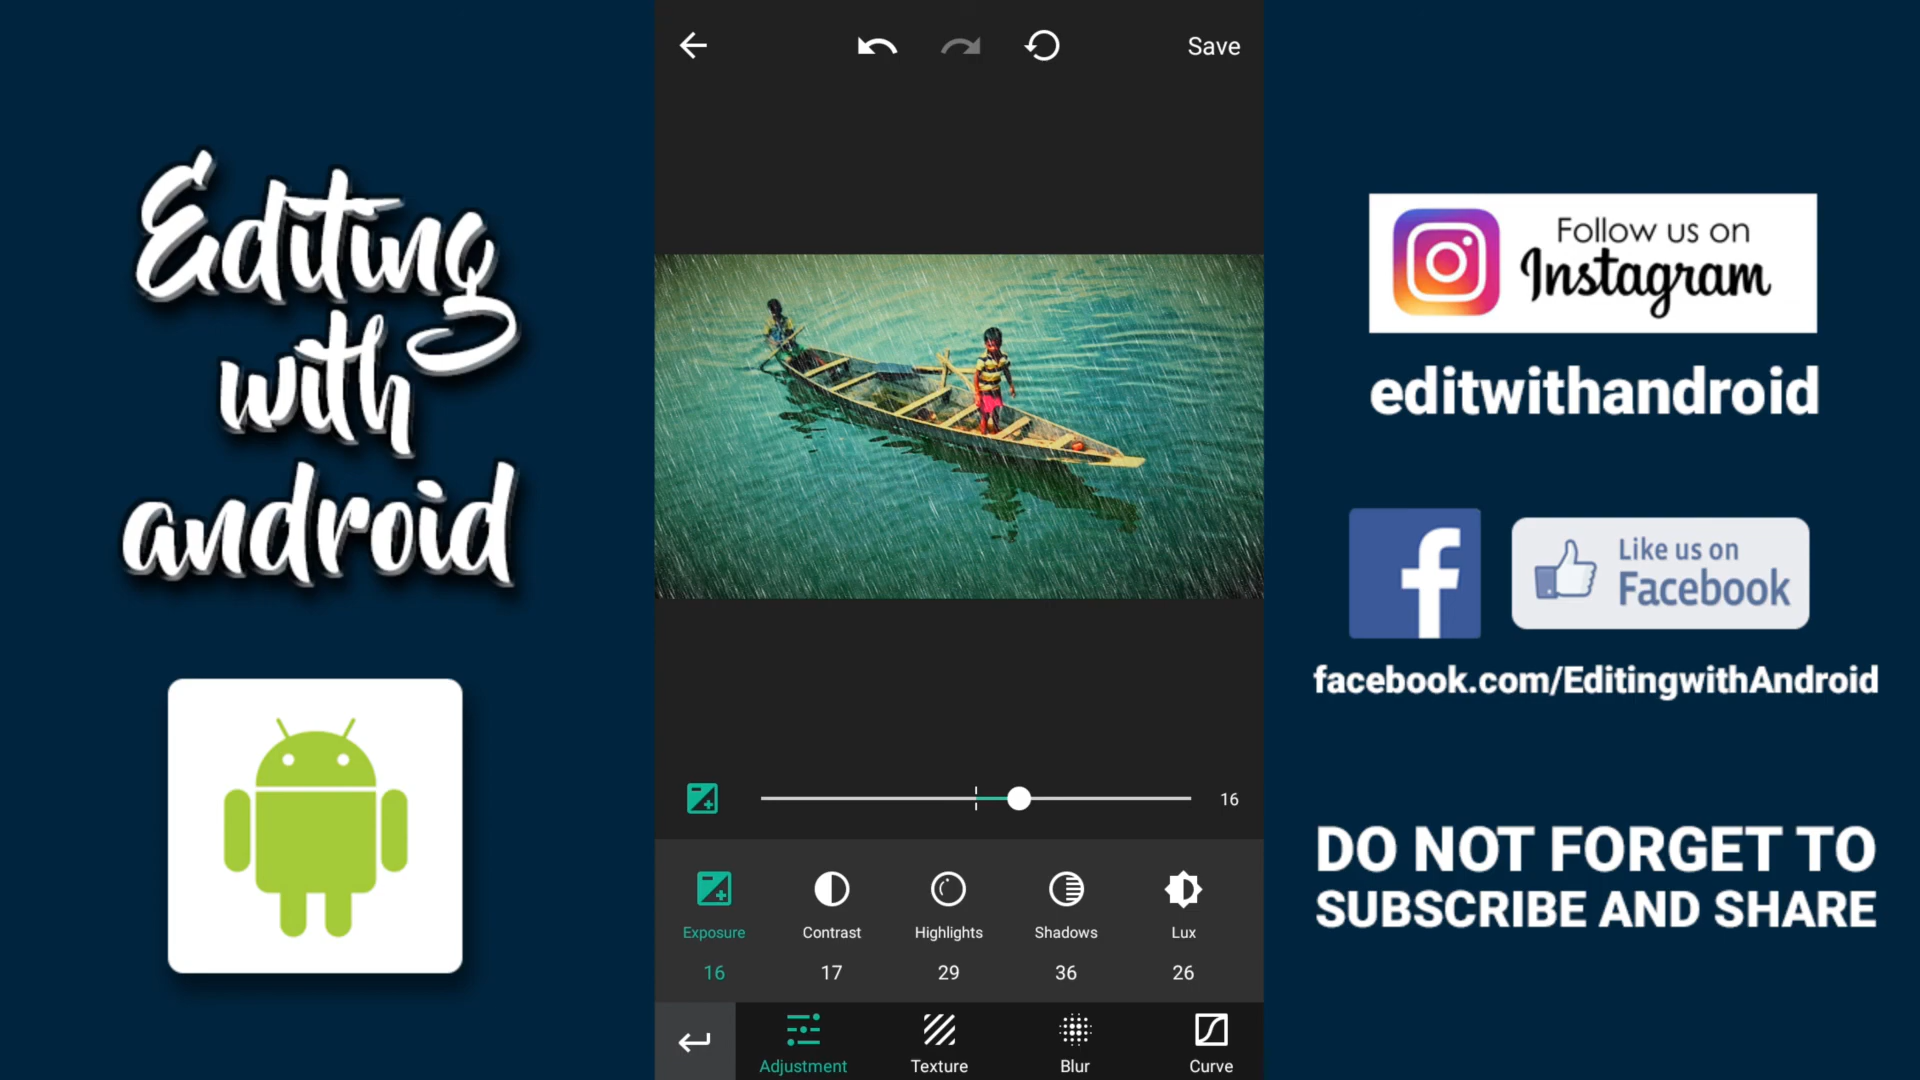 Editing
with
android
Save
16
Exposure
Contrast
Highlights
Shadows
Lux
16
17
29
36
26
Adjustment
Texture
Blur
Curve
Follow us on
Instagram
editwithandroid
Like us on
Facebook
facebook.com/EditingwithAndroid
DO NOT FORGET TO
SUBSCRIBE AND SHARE